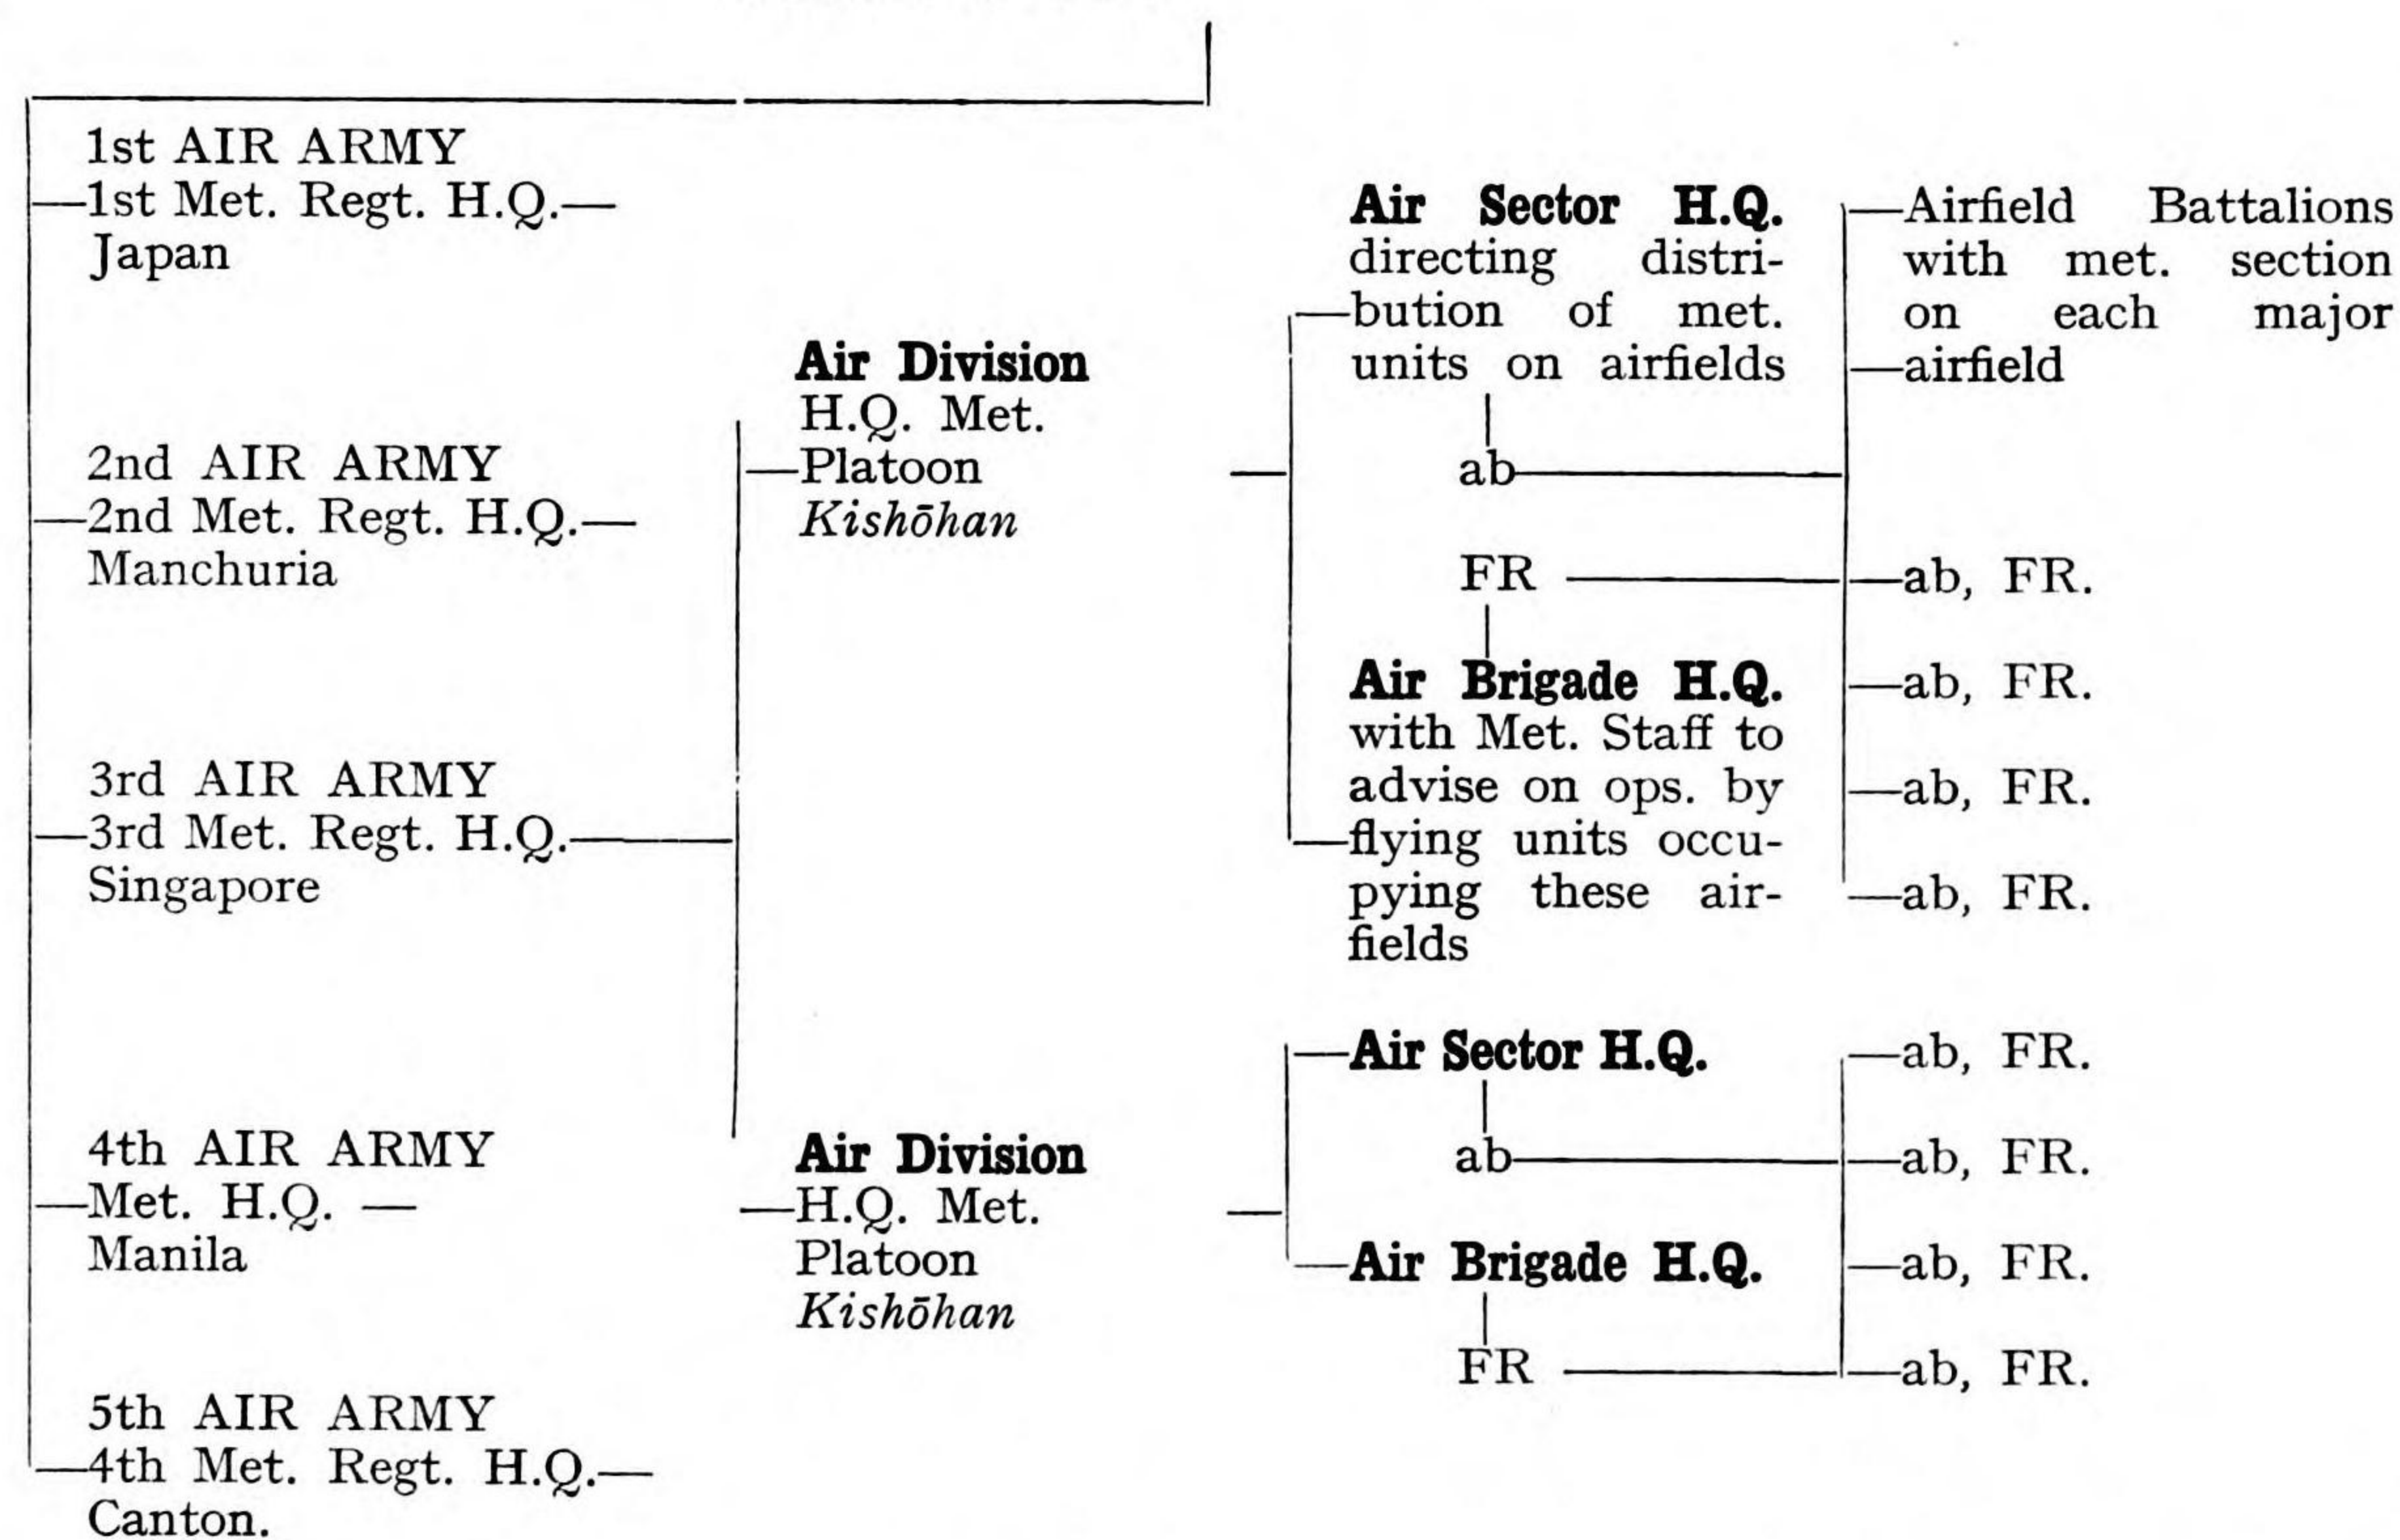 1st AIR ARMY
—1st Met. Regt. H.Q.—
Japan
2nd AIR ARMY
—2nd Met. Regt. H.Q.—
Manchuria
3rd AIR ARMY
—3rd Met. Regt. H.Q.—
Singapore
4th AIR ARMY
—Met. H.Q. —
Manila
5th AIR ARMY
—4th Met. Regt. H.Q.—
Canton.
Air Division
H.Q. Met.
—Platoon
Kishōhan
Air Division
—H.Q. Met.
Platoon
Kishōhan
Air Sector H.Q.
directing distri-
—bution of met.
units on airfields
ab
FR
Air Brigade H.Q.
with Met. Staff to
advise on ops. by
—flying units occu-
pying these air-
fields
—Air Sector H.Q.
ab
—Air Brigade H.Q.
FR
—Airfield Battalions
with met. section
on each major
—airfield
—ab, FR.
—ab, FR.
—ab, FR.
—ab, FR.
—ab, FR.
—ab, FR.
—ab, FR.
—ab, FR.